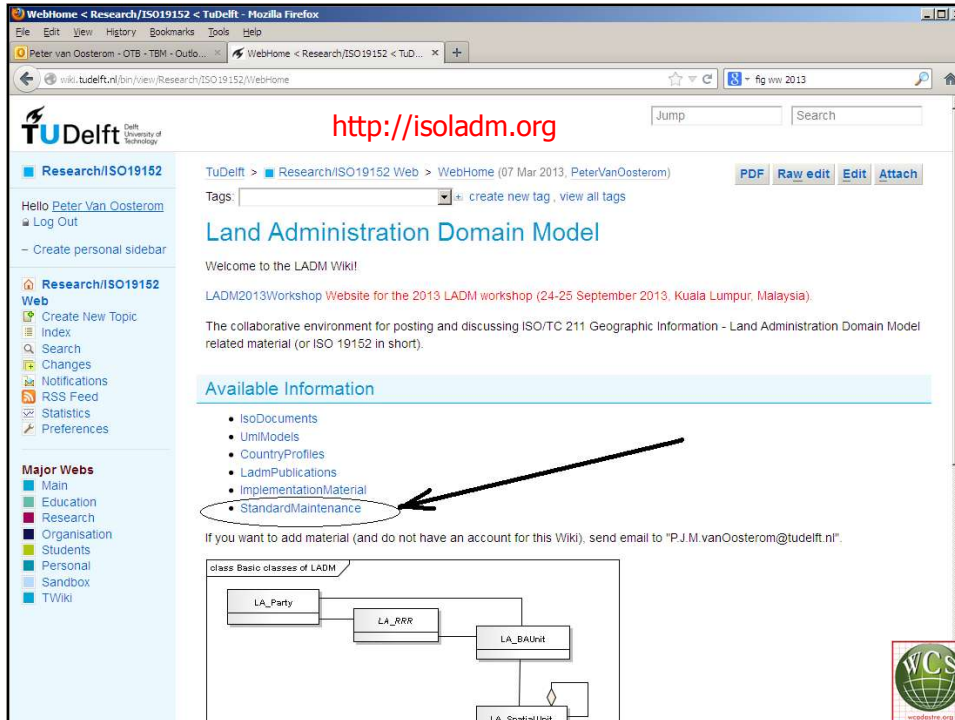 WebHome < Research/ISO19152 < TuDelft - Mozilla Firefox
File Edit View History Bookmarks Tools Help
Peter van Oosterom - OTB - TBM - Outlo... WebHome < Research/ISO19152 < TuD...
wiki.tudelft.nl/bin/view/Research/ISO19152/WebHome fig ww 2013
TUDelft Delft University of Technology
http://isoladm.org
Jump Search
Research/ISO19152
Hello Peter Van Oosterom
Log Out
Create personal sidebar
Research/ISO19152
Web
Create New Topic
Index
Search
Changes
Notifications
RSS Feed
Statistics
Preferences
Major Webs
Main
Education
Research
Organisation
Students
Personal
Sandbox
TWiki
TuDelft > Research/ISO19152 Web > WebHome (07 Mar 2013, PeterVanOosterom)
PDF Raw edit Edit Attach
Tags: create new tag, view all tags
Land Administration Domain Model
Welcome to the LADM Wiki!
LADM2013Workshop Website for the 2013 LADM workshop (24-25 September 2013, Kuala Lumpur, Malaysia).
The collaborative environment for posting and discussing ISO/TC 211 Geographic Information - Land Administration Domain Model
related material (or ISO 19152 in short).
Available Information
• IsoDocuments
• UmlModels
• CountryProfiles
• LadmPublications
• ImplementationMaterial
• StandardMaintenance
If you want to add material (and do not have an account for this Wiki), send email to "P.J.M.vanOosterom@tudelft.nl".
class Basic classes of LADM
LA_Party
LA_RRR
LA_BAUnit
LA_SpatialUnit
WCS
wcadastre.org